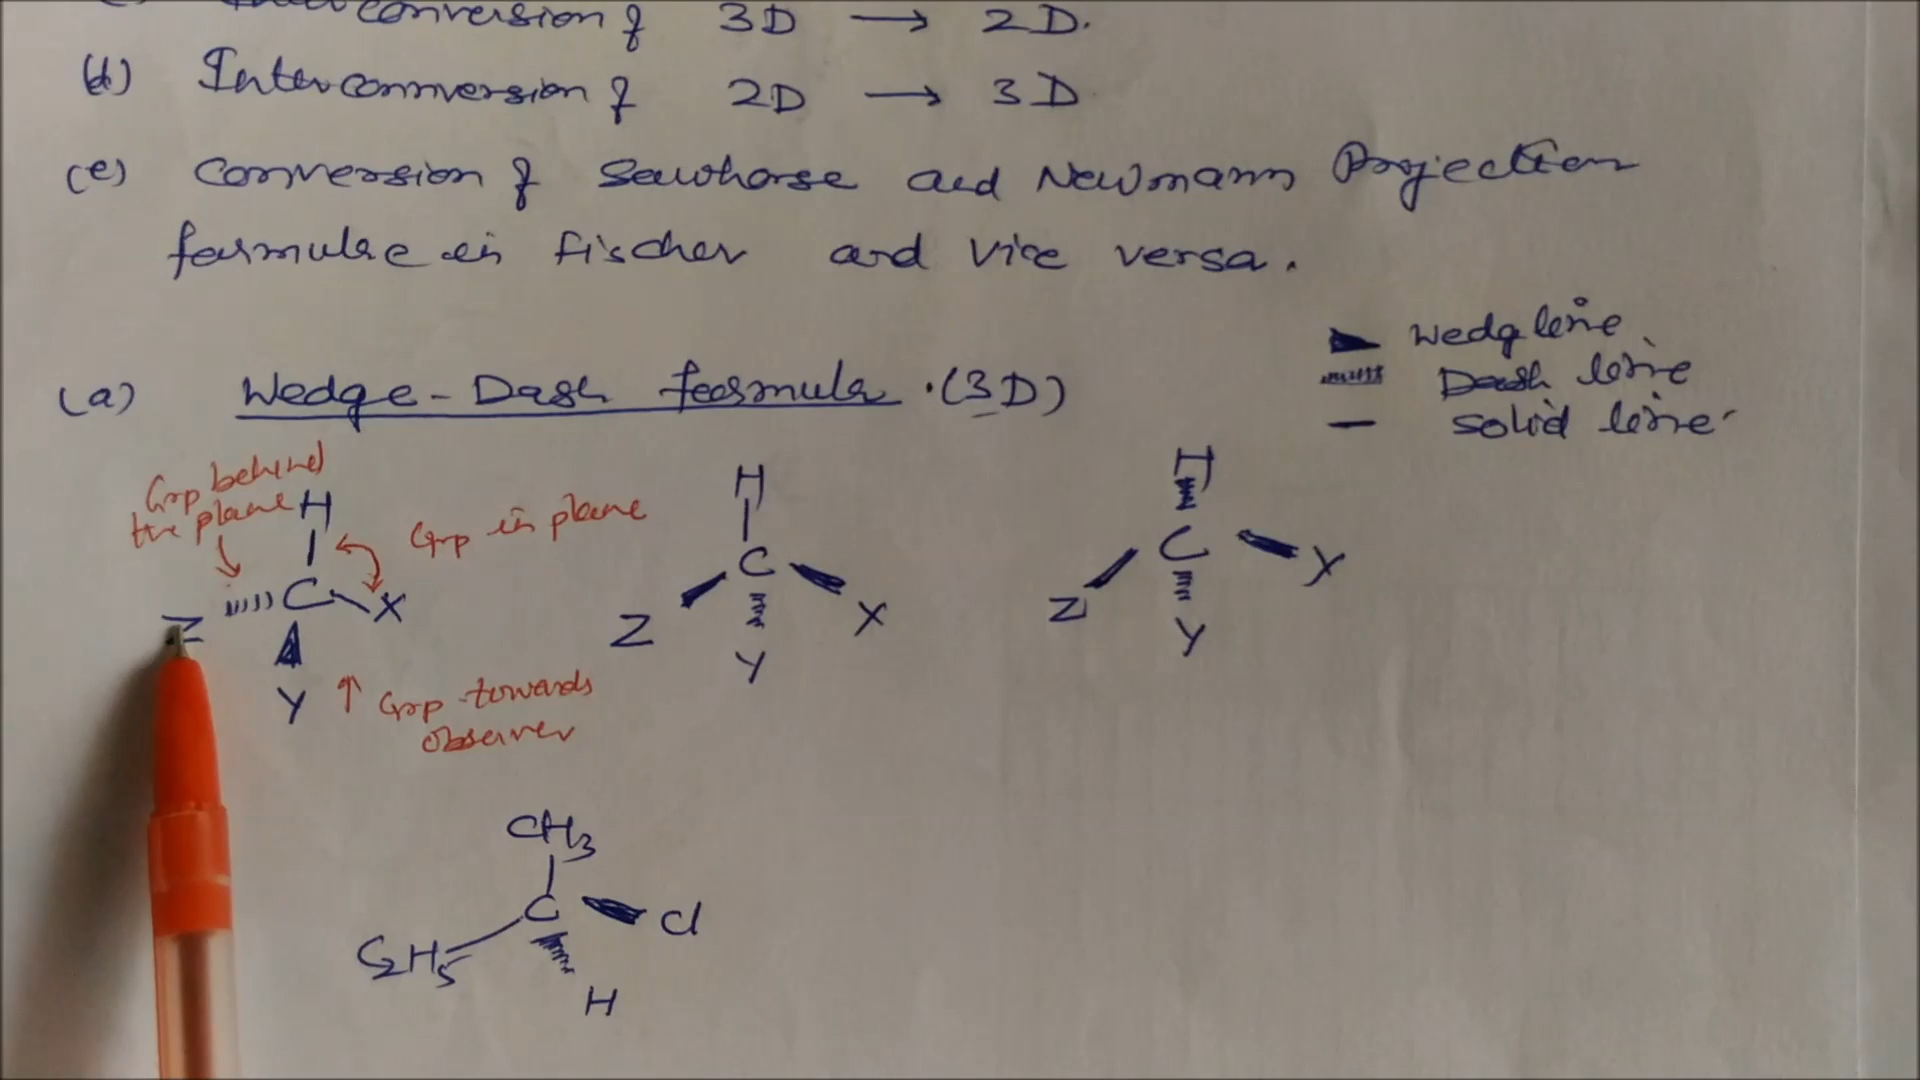 conversion of 3D → 2D.
(d) Interconversion of 2D → 3D
(e) Conversion of Sawhorse and Newmann Projection
formulae in fischer and vice versa.
Wedg line
Dash line
Solid line
(a) Wedge-Dash formula .(3D)
Grp behind
the plane
H
Grp in plane
C
X
Z
Y
↑ Grp towards
observer
H
C
Z
X
Y
H
C
Z
X
Y
CH3
C
Cl
C2H5
H